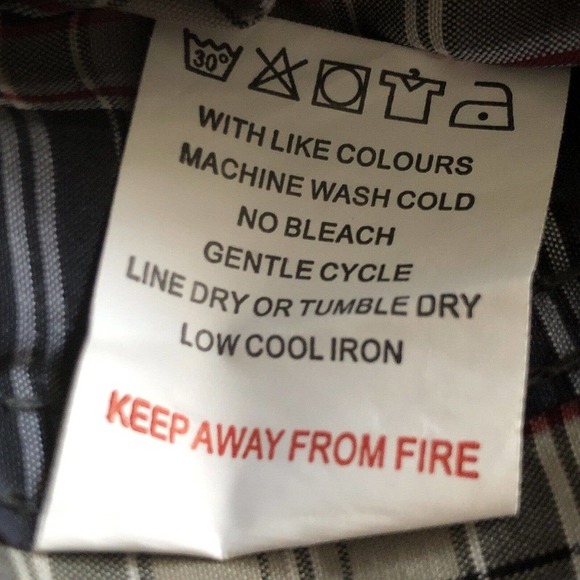 30°
WITH LIKE COLOURS
MACHINE WASH COLD
NO BLEACH
GENTLE CYCLE
LINE DRY OR TUMBLE DRY
LOW COOL IRON
KEEP AWAY FROM FIRE